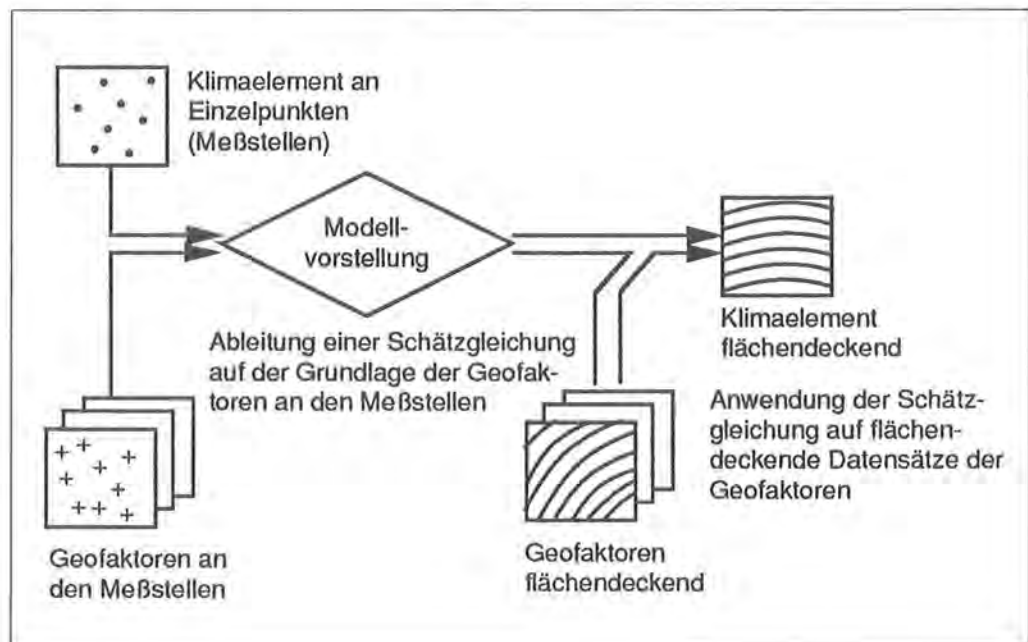 Klimaelement an
Einzelpunkten
(Meßstellen)
Modell-
vorstellung
Ableitung einer Schätzgleichung
auf der Grundlage der Geofak-
toren an den Meßstellen
Klimaelement
flächendeckend
Anwendung der Schätz-
gleichung auf flächen-
deckende Datensätze der
Geofaktoren
Geofaktoren an
den Meßstellen
Geofaktoren
flächendeckend